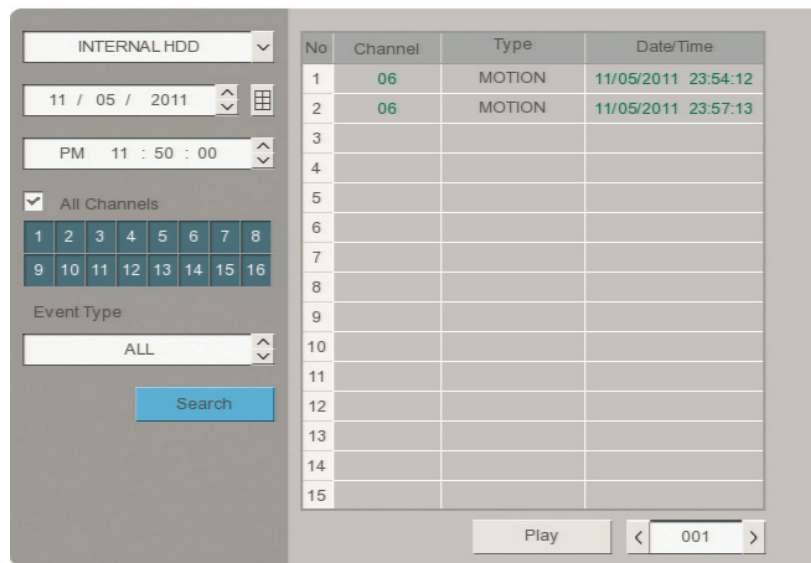 INTERNAL HDD
11 / 05 / 2011
PM 11 : 50 : 00
All Channels
1 2 3 4 5 6 7 8
9 10 11 12 13 14 15 16
Event Type
ALL
Search
No Channel Type Date/Time
1 06 MOTION 11/05/2011 23:54:12
2 06 MOTION 11/05/2011 23:57:13
3
4
5
6
7
8
9
10
11
12
13
14
15
Play 001